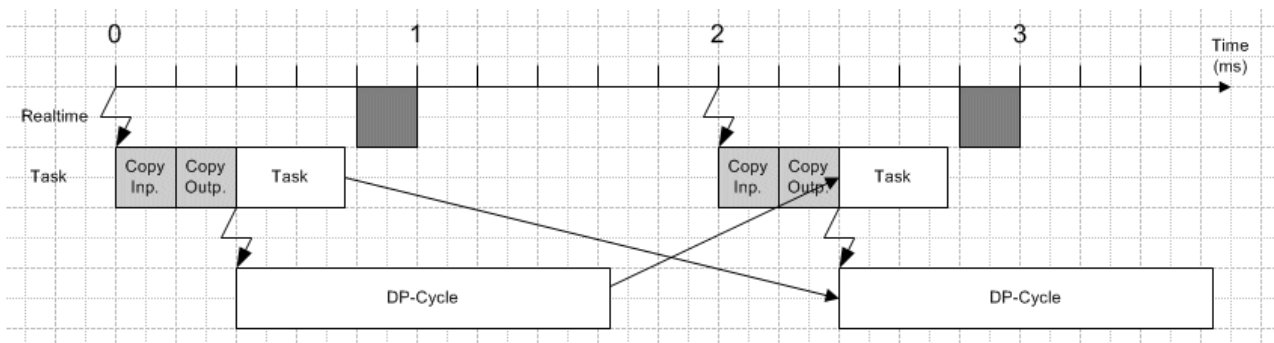 0 1 2 3
Time
(ms)
Realtime
Task
Copy
Inp.
Copy
Outp.
Task
Copy
Inp.
Copy
Outp.
Task
DP-Cycle
DP-Cycle